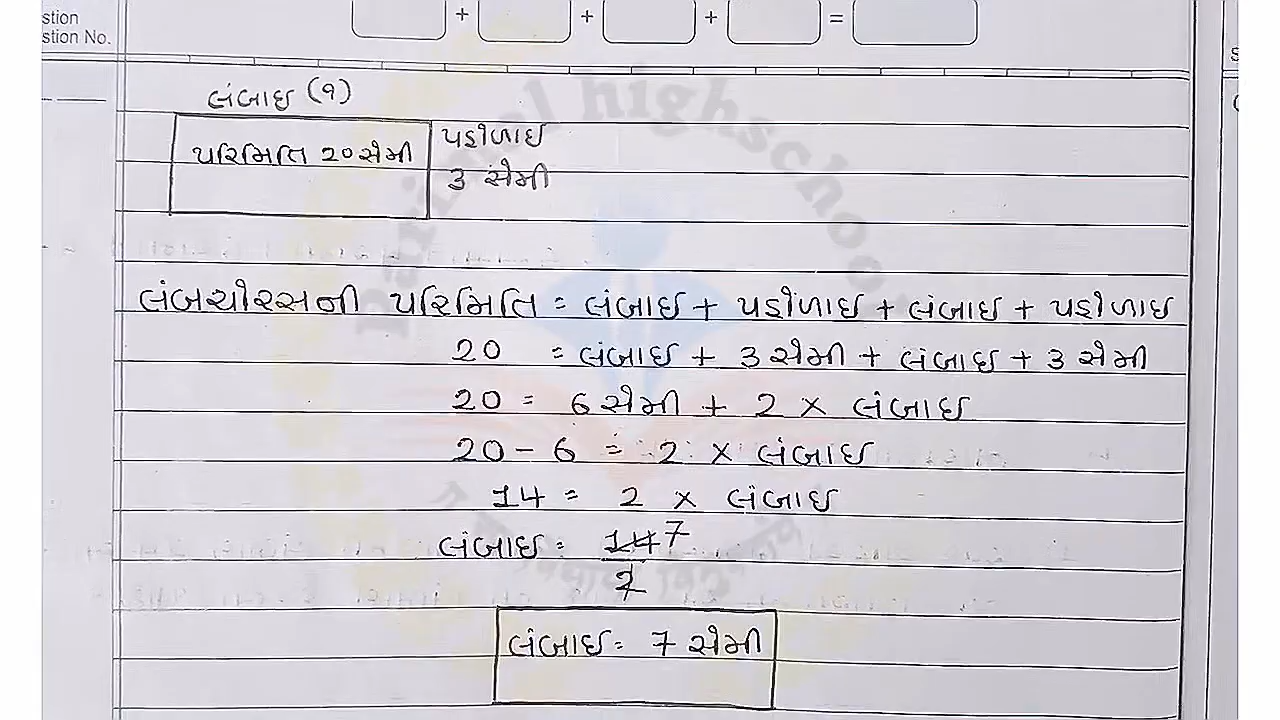 stion
stion No.
+ + + =
લંબાઇ (૧)
પરિમિતિ 20 સેમી
પહોળાઇ
3 સેમી
લંબચોરસની પરિમિતિ = લંબાઇ + પહોળાઇ + લંબાઇ + પહોળાઇ
20 = લંબાઇ + 3 સેમી + લંબાઇ + 3 સેમી
20 = 6 સેમી + 2 × લંબાઇ
20 - 6 = 2 × લંબાઇ
14 = 2 × લંબાઇ
લંબાઇ = 14 7
2
લંબાઇ = 7 સેમી